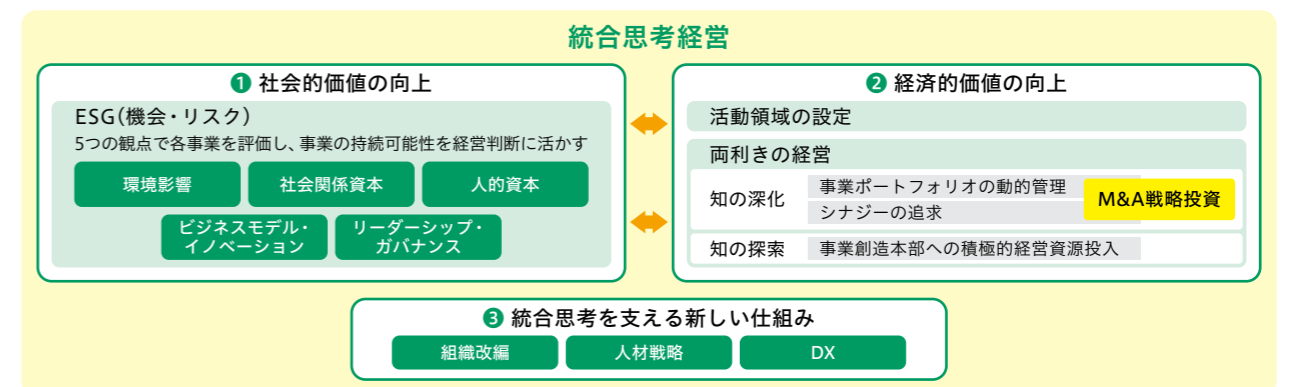 統合思考経営
❶ 社会的価値の向上
ESG(機会・リスク)
5つの観点で各事業を評価し、事業の持続可能性を経営判断に活かす
環境影響
社会関係資本
人的資本
ビジネスモデル・
イノベーション
リーダーシップ・
ガバナンス
❷ 経済的価値の向上
活動領域の設定
両利きの経営
知の深化
事業ポートフォリオの動的管理
シナジーの追求
M&A戦略投資
知の探索
事業創造本部への積極的経営資源投入
❸ 統合思考を支える新しい仕組み
組織改編
人材戦略
DX